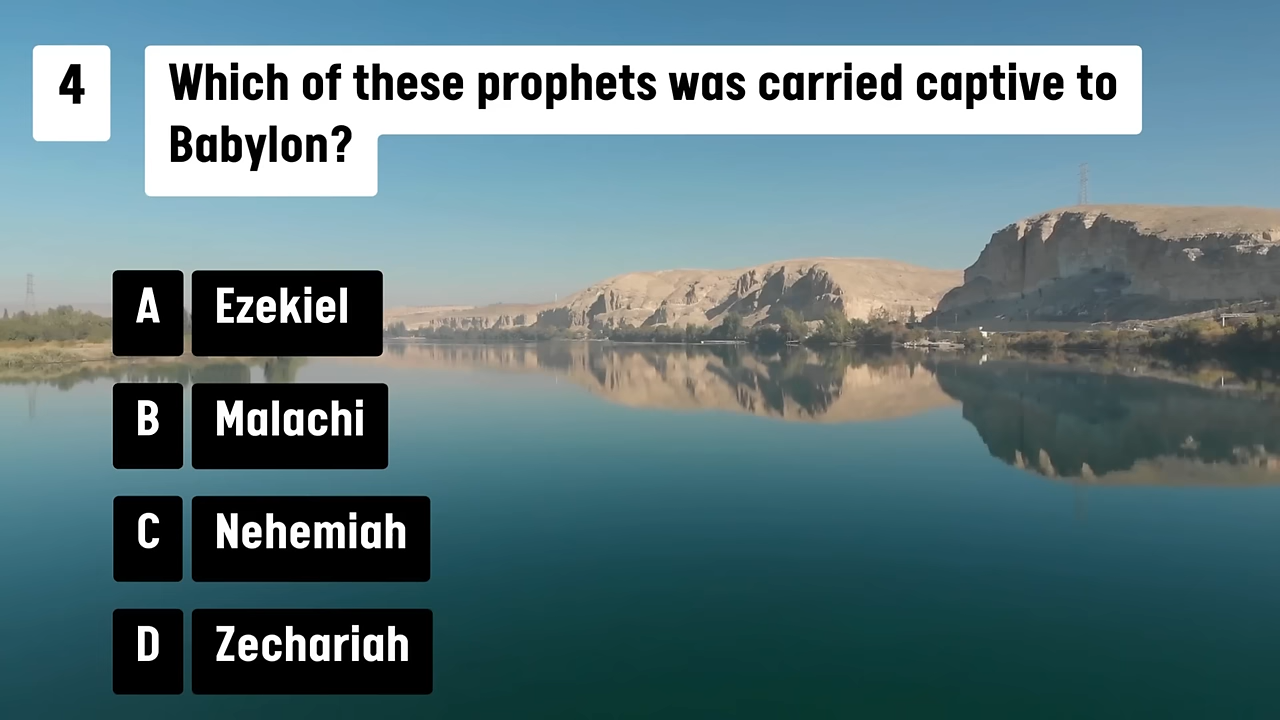 4
Which of these prophets was carried captive to
Babylon?
A Ezekiel
B Malachi
C Nehemiah
D Zechariah